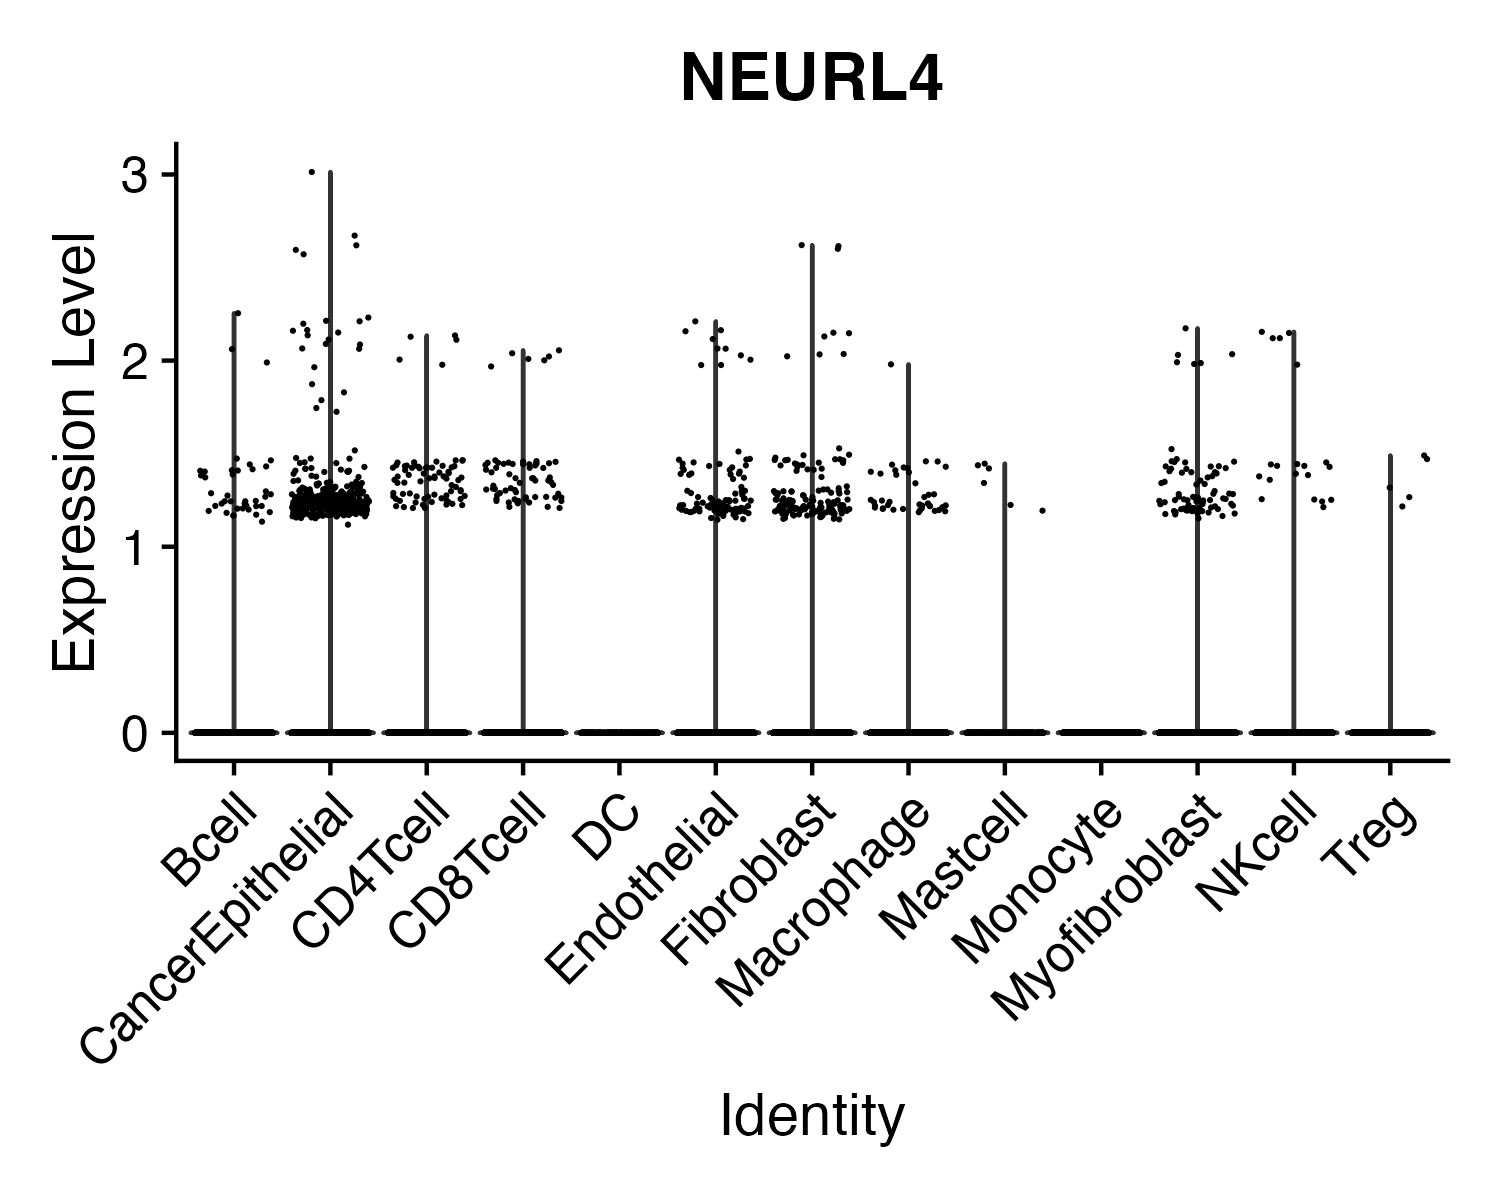 NEURL4
Expression Level
3
2
1
0
Bcell
CancerEpithelial
CD4Tcell
CD8Tcell
DC
Endothelial
Fibroblast
Macrophage
Mastcell
Monocyte
Myofibroblast
NKcell
Treg
Identity